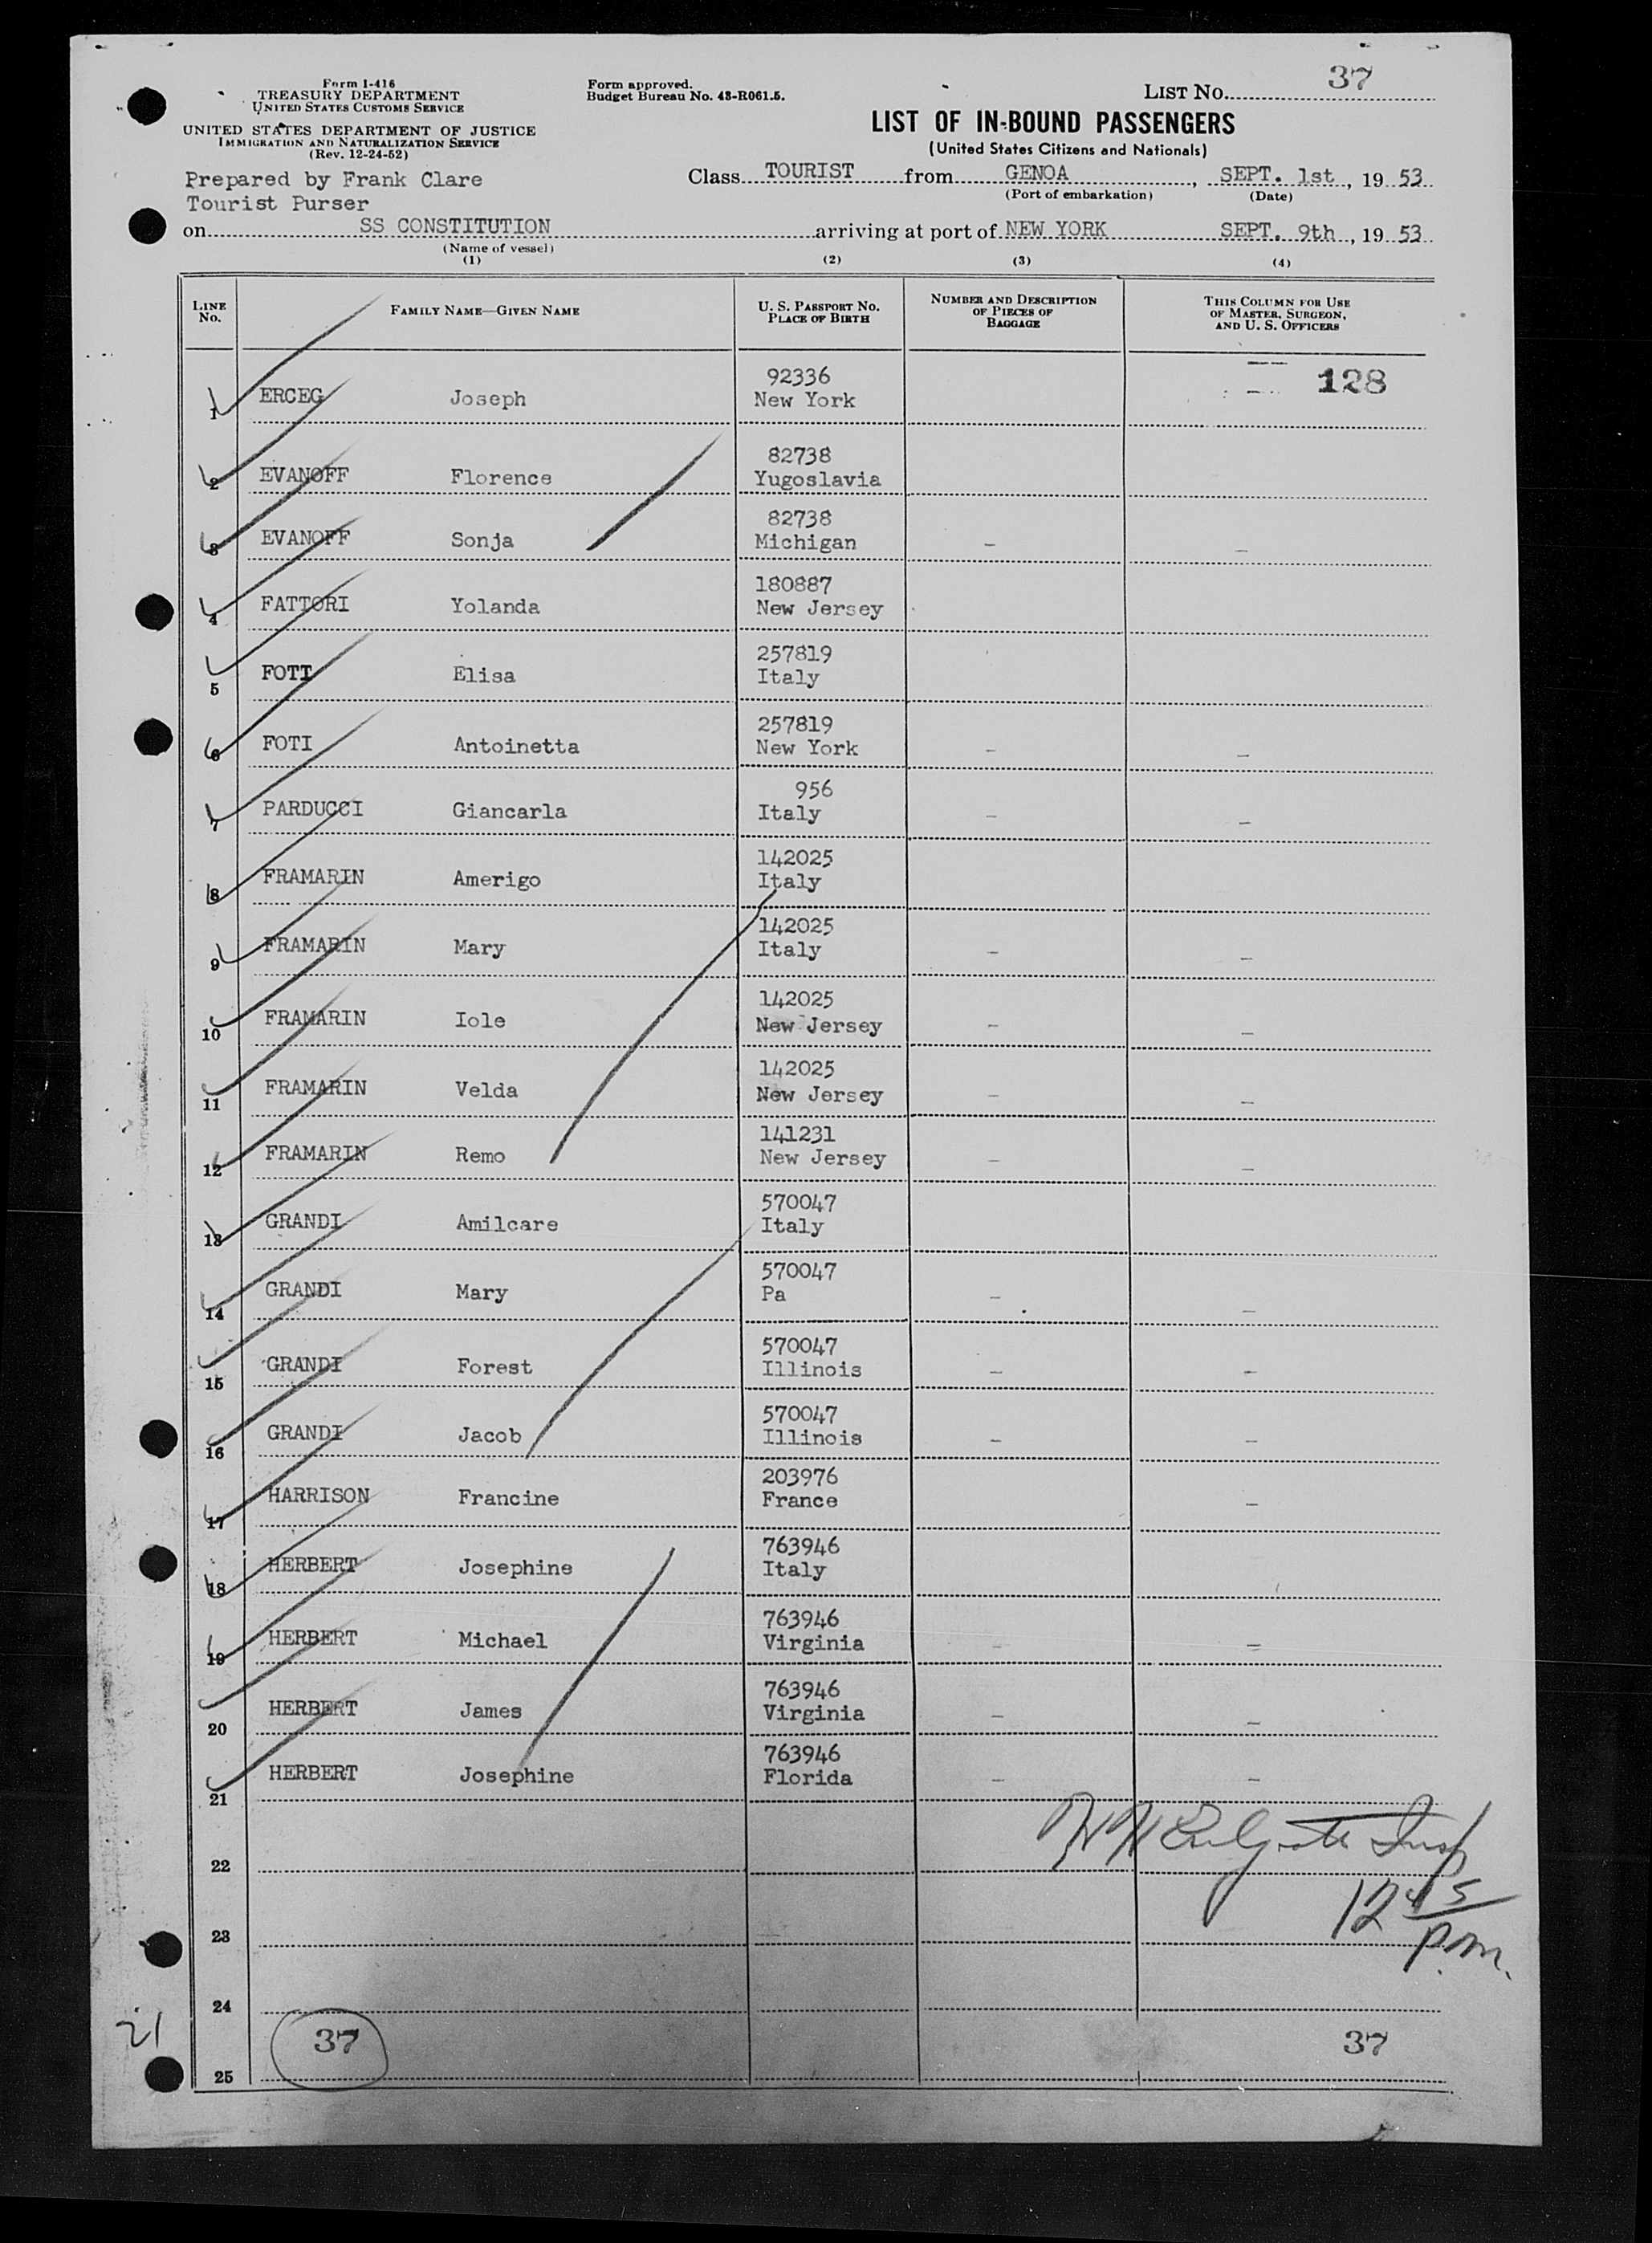 Form I-416
TREASURY DEPARTMENT
UNITED STATES CUSTOMS SERVICE
UNITED STATES DEPARTMENT OF JUSTICE
IMMIGRATION AND NATURALIZATION SERVICE
(Rev. 12-24-52)
Form approved.
Budget Bureau No. 43-R061.5.
LIST No. 37
LIST OF IN-BOUND PASSENGERS
(United States Citizens and Nationals)
Prepared by Frank Clare
Tourist Purser
Class TOURIST from GENOA, SEPT. 1st, 19 53
(Port of embarkation) (Date)
on SS CONSTITUTION arriving at port of NEW YORK SEPT. 9th, 19 53
(Name of vessel)
(1) (2) (3) (4)
LINE No. FAMILY NAME—GIVEN NAME U. S. PASSPORT No. PLACE OF BIRTH NUMBER AND DESCRIPTION OF PIECES OF BAGGAGE THIS COLUMN FOR USE OF MASTER, SURGEON, AND U. S. OFFICERS
128
1 ERCEG Joseph 92336 New York
2 EVANOFF Florence 82738 Yugoslavia
3 EVANOFF Sonja 82738 Michigan — —
4 FATTORI Yolanda 180887 New Jersey
5 FOTI Elisa 257819 Italy
6 FOTI Antoinetta 257819 New York — —
7 PARDUCCI Giancarla 956 Italy — —
8 FRAMARIN Amerigo 142025 Italy
9 FRAMARIN Mary 142025 Italy — —
10 FRAMARIN Iole 142025 New Jersey — —
11 FRAMARIN Velda 142025 New Jersey — —
12 FRAMARIN Remo 141231 New Jersey — —
13 GRANDI Amilcare 570047 Italy
14 GRANDI Mary 570047 Pa — —
15 GRANDI Forest 570047 Illinois — —
16 GRANDI Jacob 570047 Illinois — —
17 HARRISON Francine 203976 France —
18 HERBERT Josephine 763946 Italy
19 HERBERT Michael 763946 Virginia — —
20 HERBERT James 763946 Virginia — —
21 HERBERT Josephine 763946 Florida — —
22 Insp
23 12 45 p.m.
24
21 37 37
25